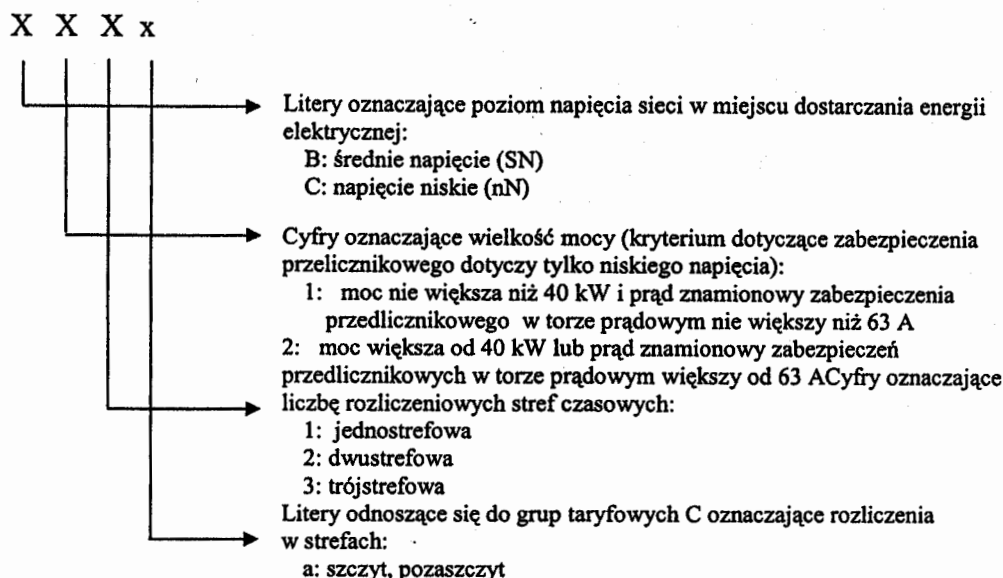 X X X x
Litery oznaczające poziom napięcia sieci w miejscu dostarczania energii
elektrycznej:
B: średnie napięcie (SN)
C: napięcie niskie (nN)
Cyfry oznaczające wielkość mocy (kryterium dotyczące zabezpieczenia
przelicznikowego dotyczy tylko niskiego napięcia):
1: moc nie większa niż 40 kW i prąd znamionowy zabezpieczenia
przedlicznikowego w torze prądowym nie większy niż 63 A
2: moc większa od 40 kW lub prąd znamionowy zabezpieczeń
przedlicznikowych w torze prądowym większy od 63 ACyfry oznaczające
liczbę rozliczeniowych stref czasowych:
1: jednostrefowa
2: dwustrefowa
3: trójstrefowa
Litery odnoszące się do grup taryfowych C oznaczające rozliczenia
w strefach:
a: szczyt, pozaszczyt